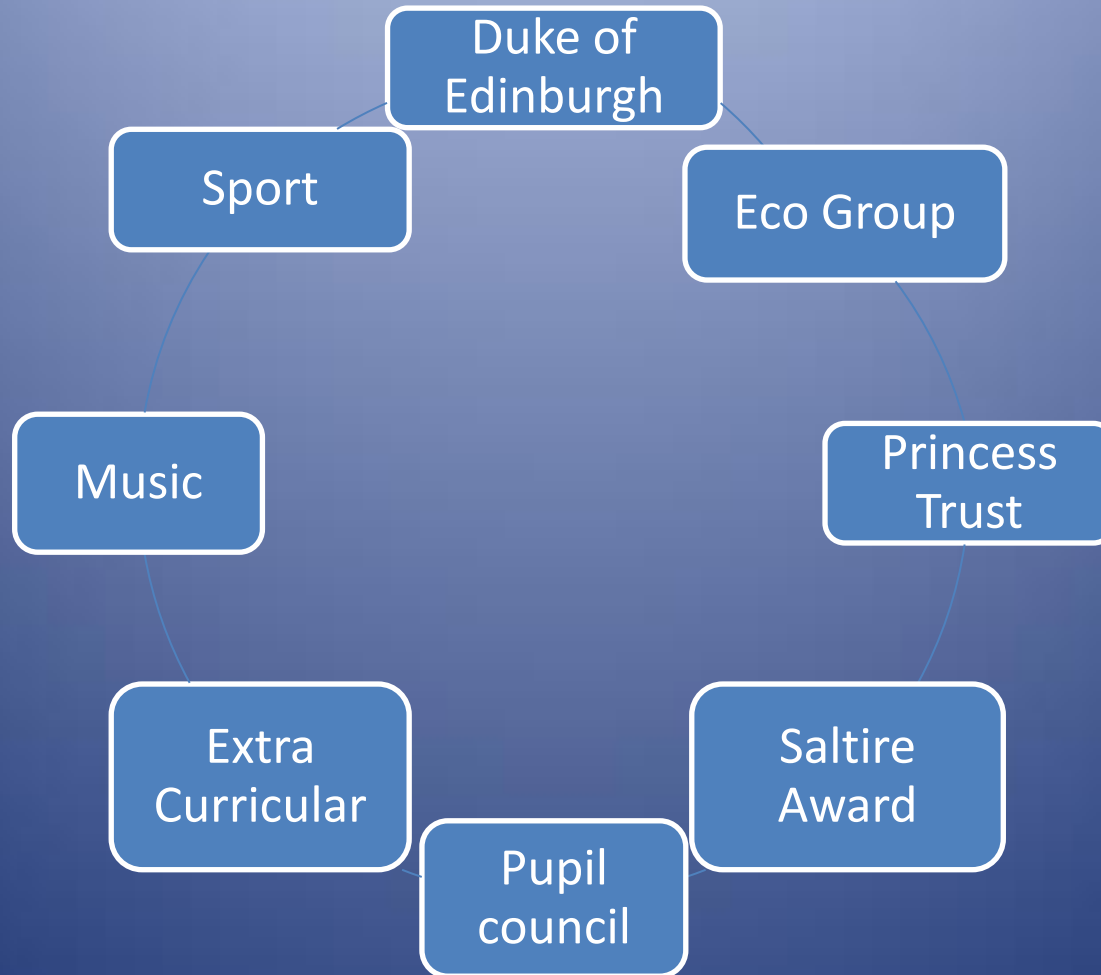 Duke of
Edinburgh
Eco Group
Princess
Trust
Saltire
Award
Pupil
council
Extra
Curricular
Music
Sport